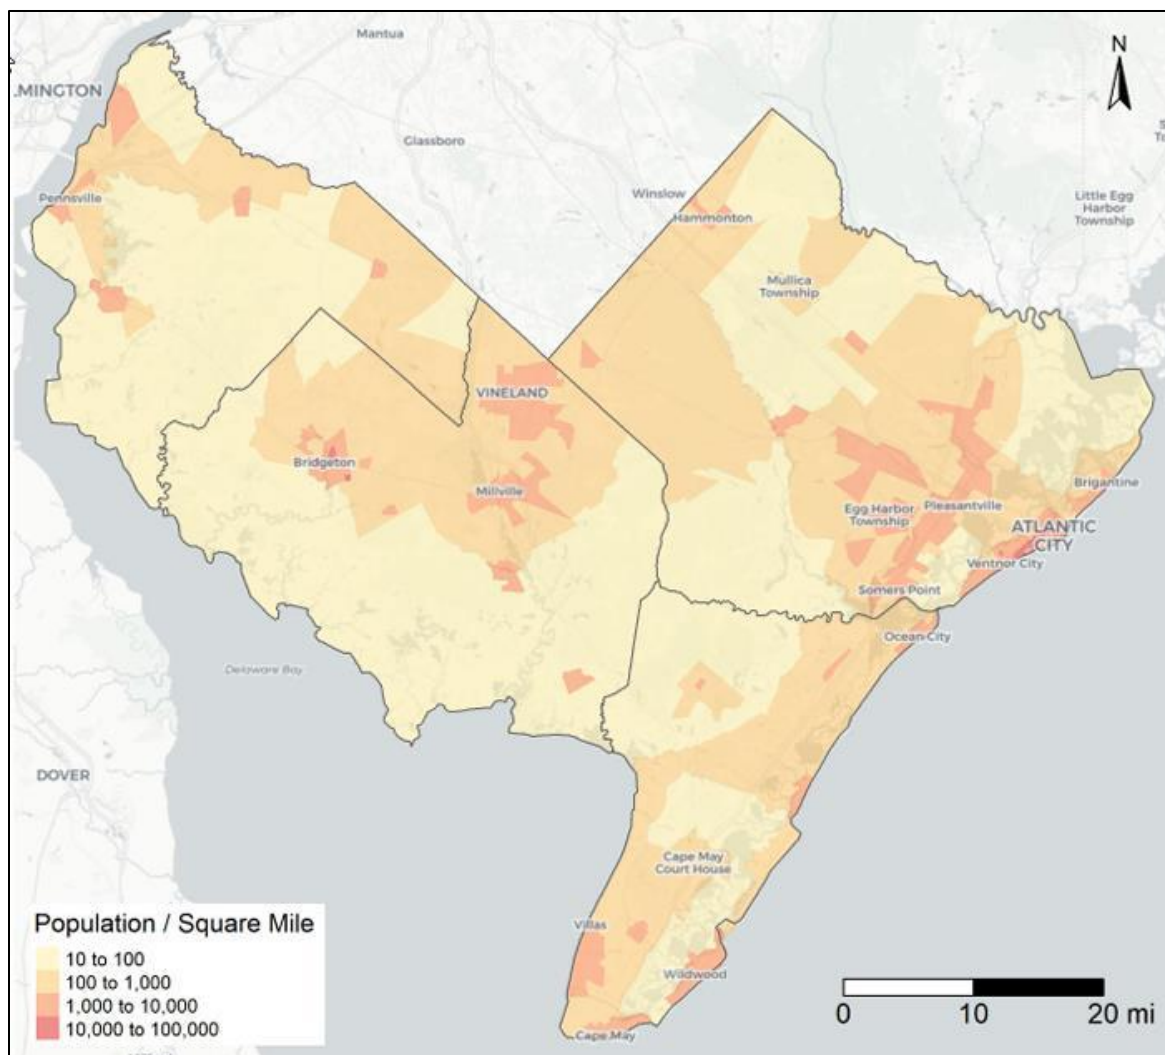 Mantua
N
LMINGTON
Glassboro
Winslow
Little Egg
Harbor
Township
Pennsville
Hammonton
Mullica
Township
VINELAND
Bridgeton
Millville
Brigantine
Egg Harbor
Township
Pleasantville
ATLANTIC
CITY
Ventnor City
Somers Point
Ocean City
Delaware Bay
DOVER
Cape May
Court House
Villas
Wildwood
Cape May
Population / Square Mile
10 to 100
100 to 1,000
1,000 to 10,000
10,000 to 100,000
0 10 20 mi